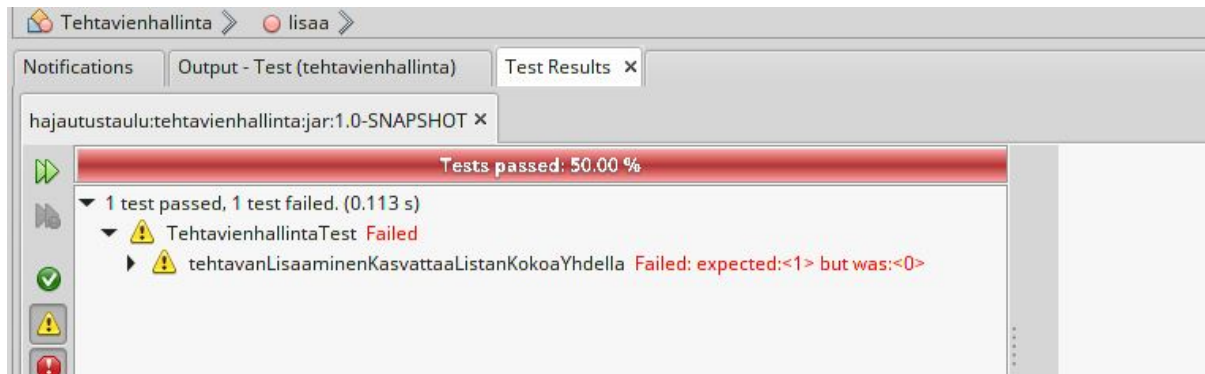 Tehtavienhallinta lisaa
Notifications Output - Test (tehtavienhallinta) Test Results
hajautustaulu:tehtavienhallinta:jar:1.0-SNAPSHOT
Tests passed: 50.00 %
1 test passed, 1 test failed. (0.113 s)
TehtavienhallintaTest Failed
tehtavanLisaaminenKasvattaaListanKokoaYhdella Failed: expected:<1> but was:<0>